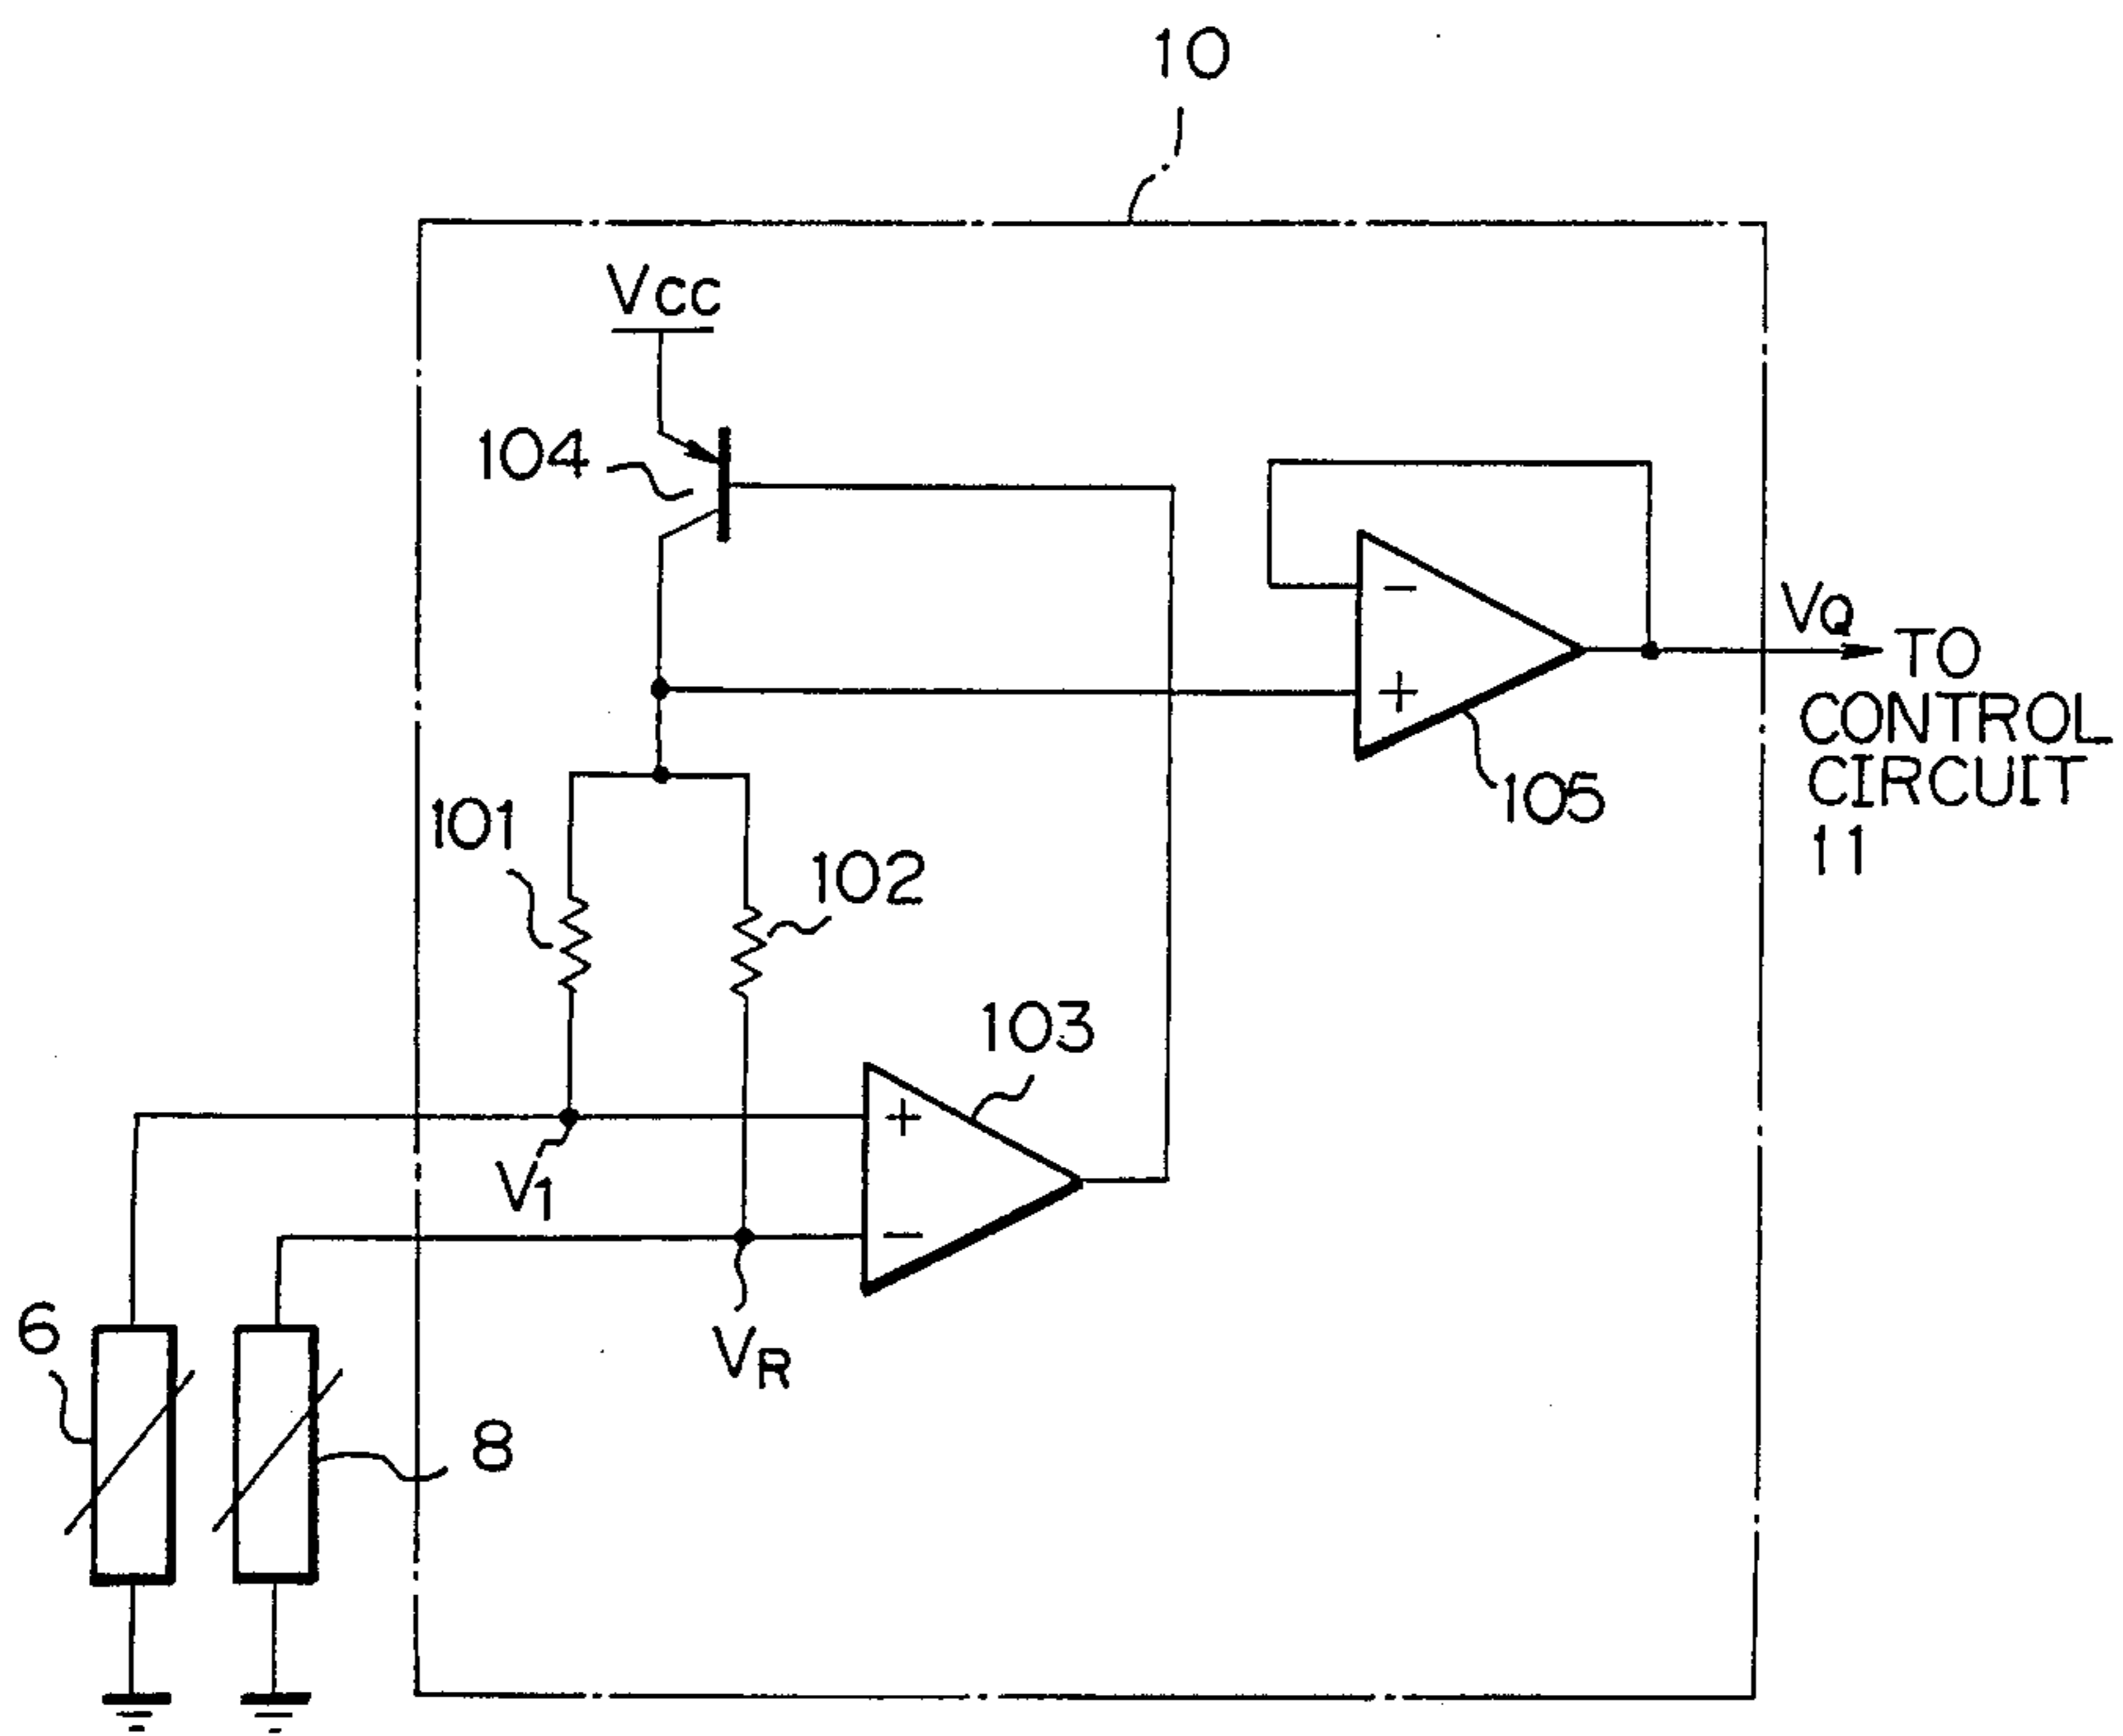 10
Vcc
104
VQ
TO
CONTROL
CIRCUIT
11
-
+
105
101
102
103
+
-
V1
VR
6
8